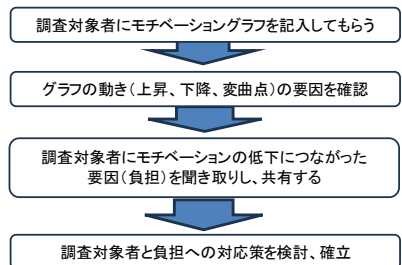 調査対象者にモチベーショングラフを記入してもらう
グラフの動き（上昇、下降、変曲点）の要因を確認
調査対象者にモチベーションの低下につながった
要因（負担）を聞き取りし、共有する
調査対象者と負担への対応策を検討、確立